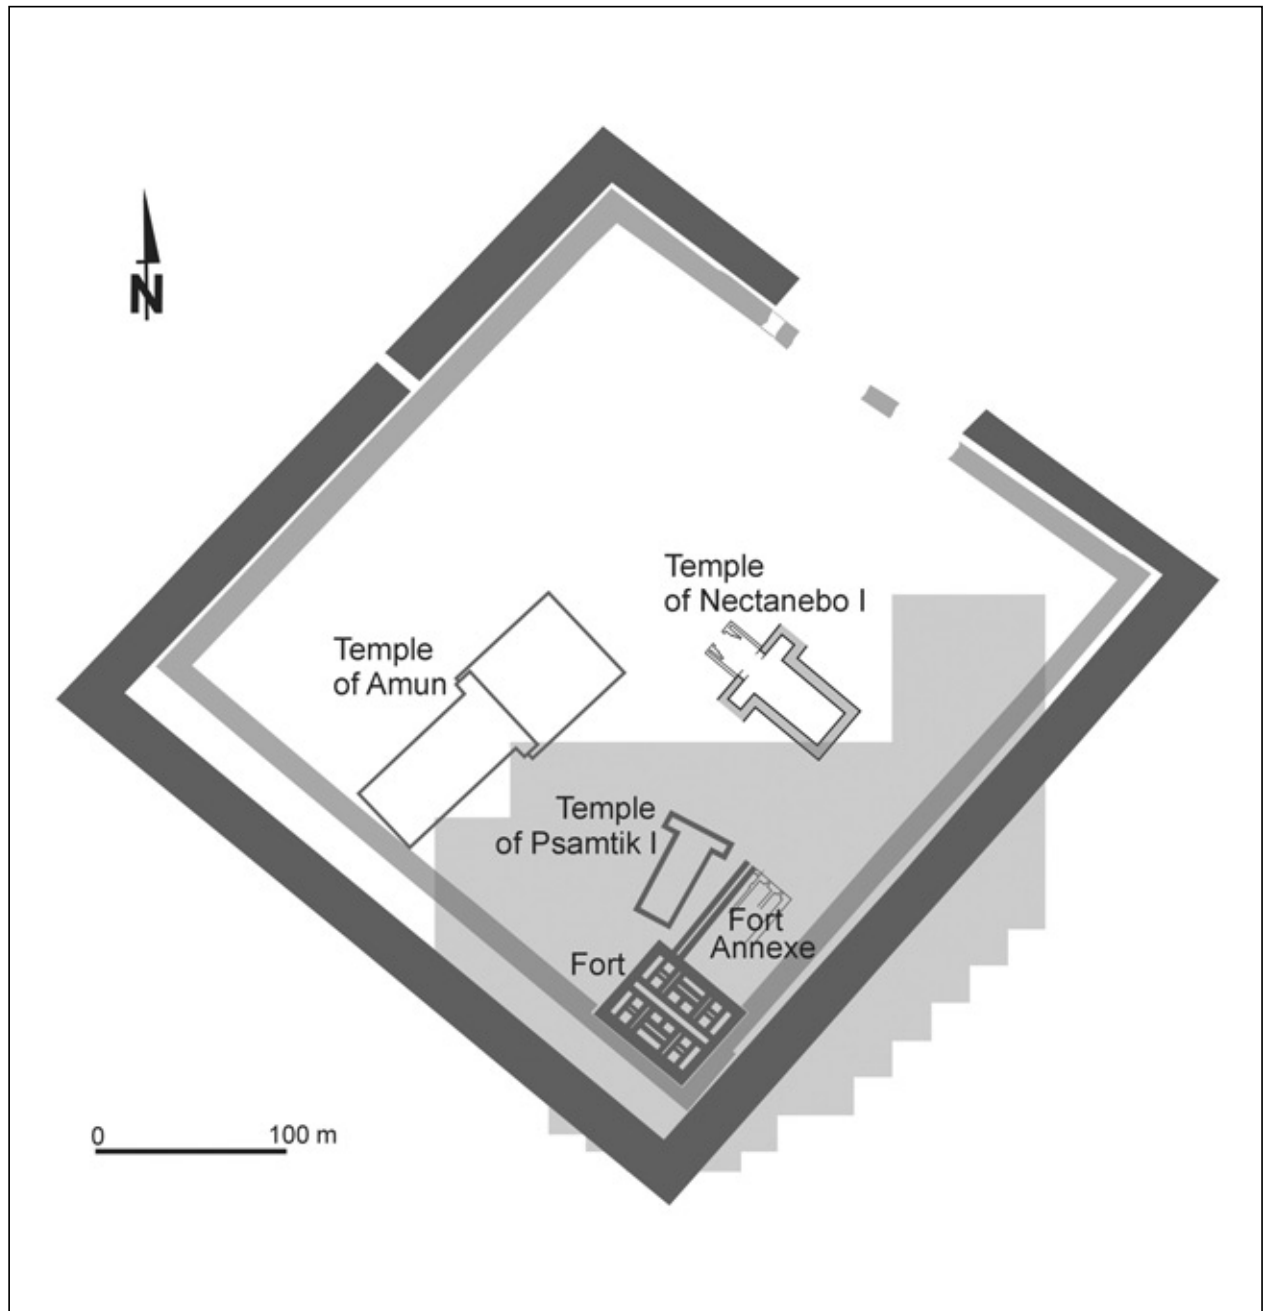 N
Temple
of Nectanebo I
Temple
of Amun
Temple
of Psamtik I
Fort
Annexe
Fort
0 100 m